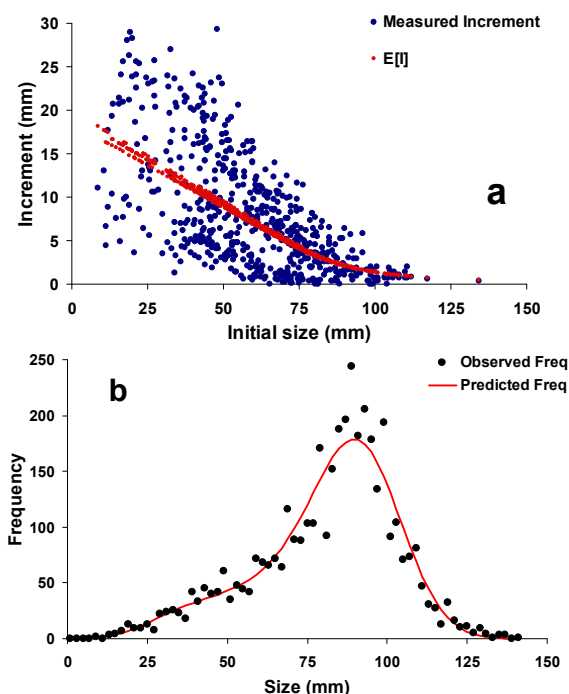 30
25
20
15
10
5
0
Increment (mm)
Measured Increment
E[I]
a
0 25 50 75 100 125 150
Initial size (mm)
250
200
150
100
50
0
Frequency
b
Observed Freq
Predicted Freq
0 25 50 75 100 125 150
Size (mm)